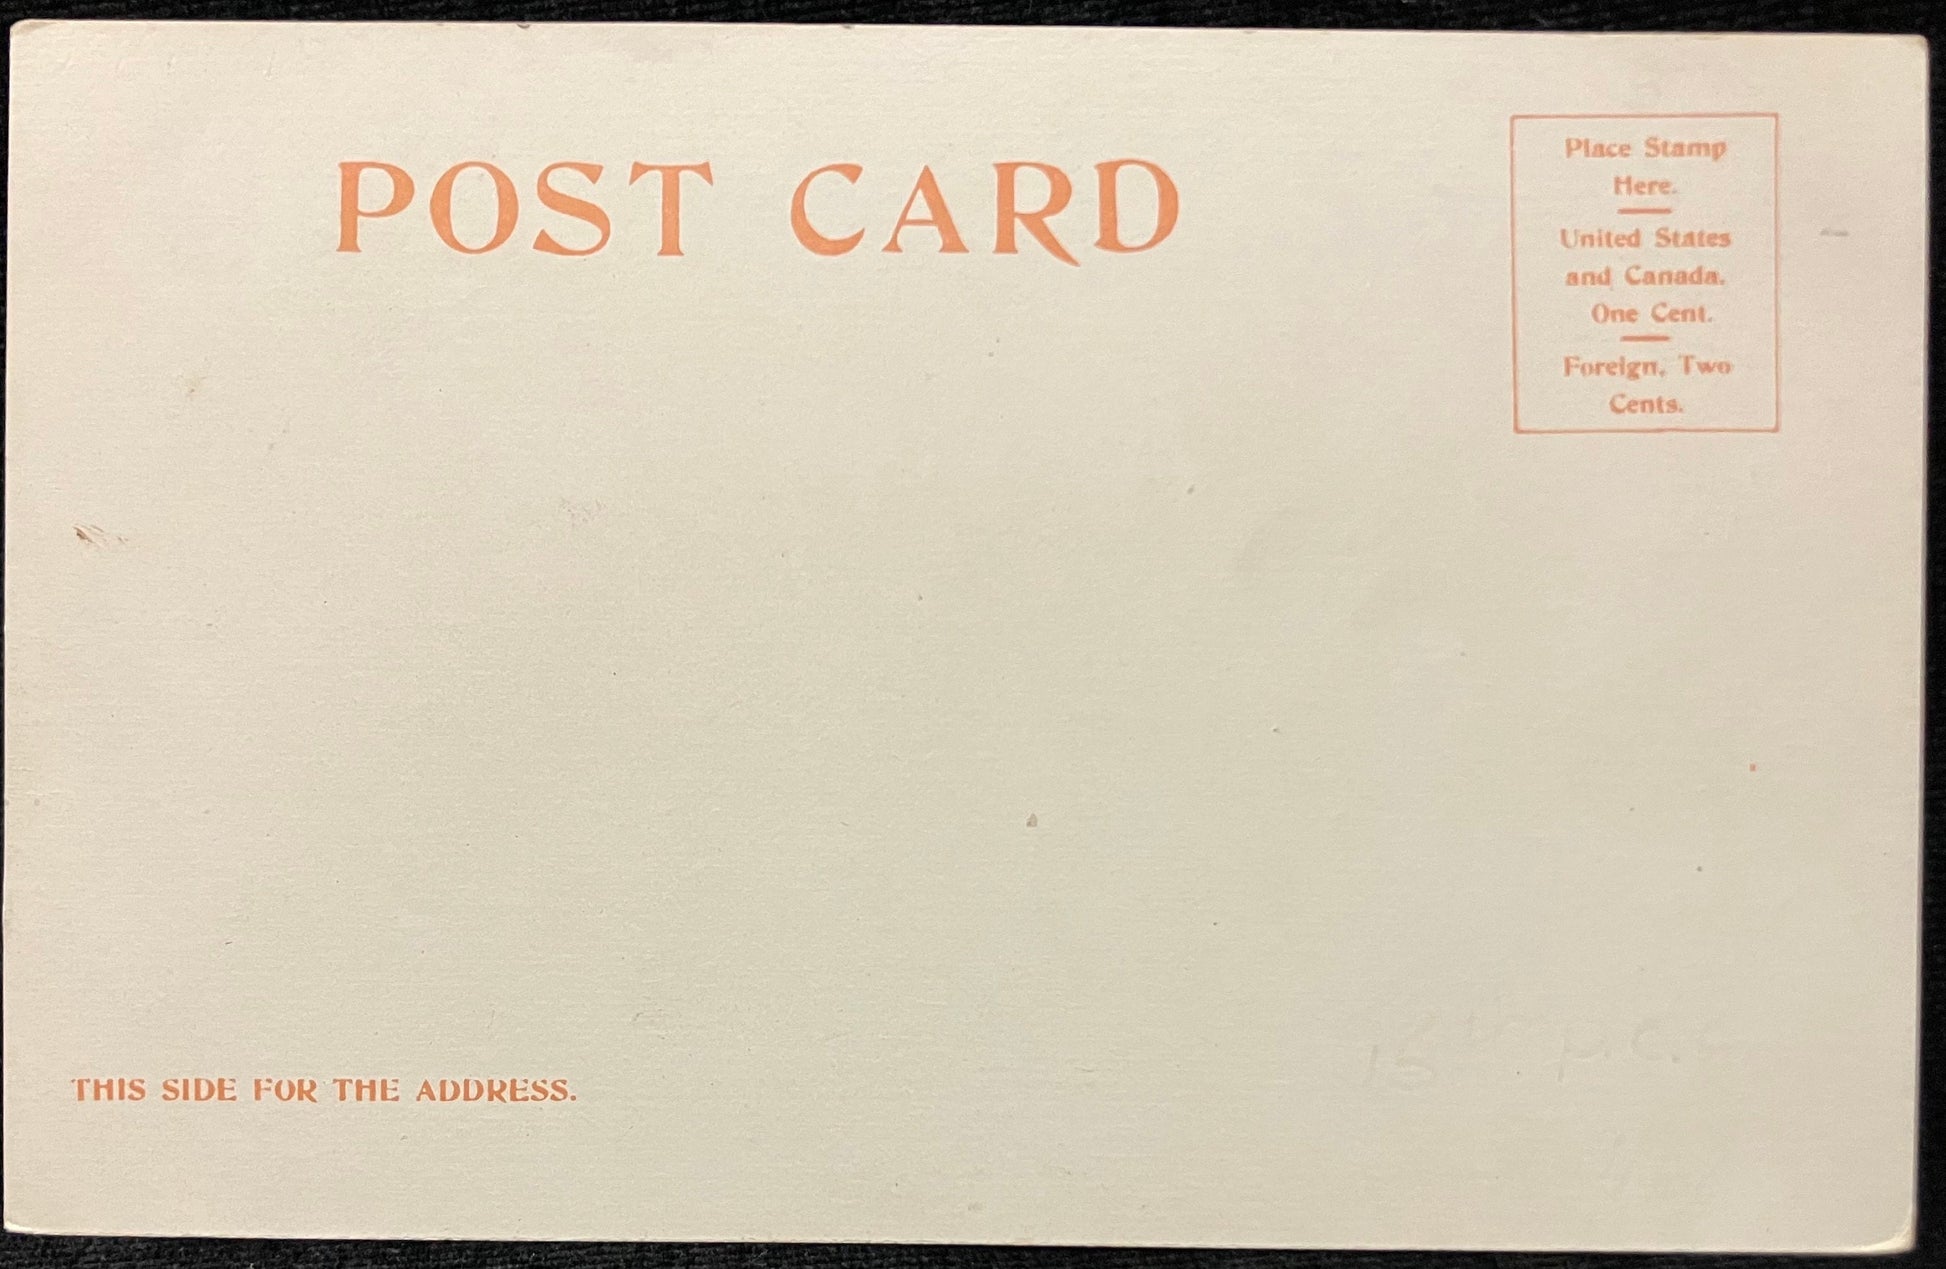 POST CARD
Place Stamp
Here.
United States
and Canada.
One Cent.
Foreign, Two
Cents.
THIS SIDE FOR THE ADDRESS.